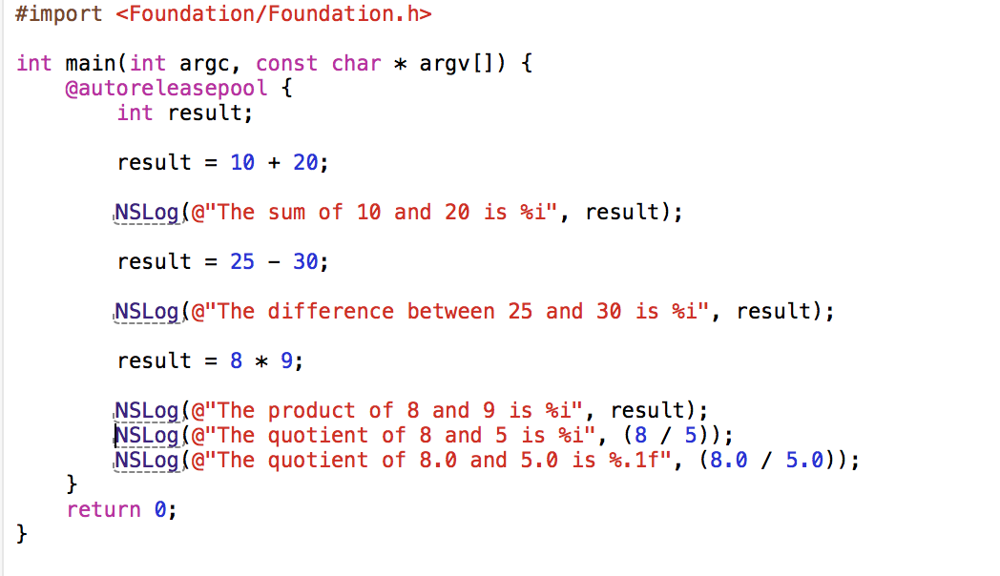 #import <Foundation/Foundation.h>
int main(int argc, const char * argv[]) {
@autoreleasepool {
int result;
result = 10 + 20;
NSLog(@"The sum of 10 and 20 is %i", result);
result = 25 - 30;
NSLog(@"The difference between 25 and 30 is %i", result);
result = 8 * 9;
NSLog(@"The product of 8 and 9 is %i", result);
NSLog(@"The quotient of 8 and 5 is %i", (8 / 5));
NSLog(@"The quotient of 8.0 and 5.0 is %.1f", (8.0 / 5.0));
}
return 0;
}